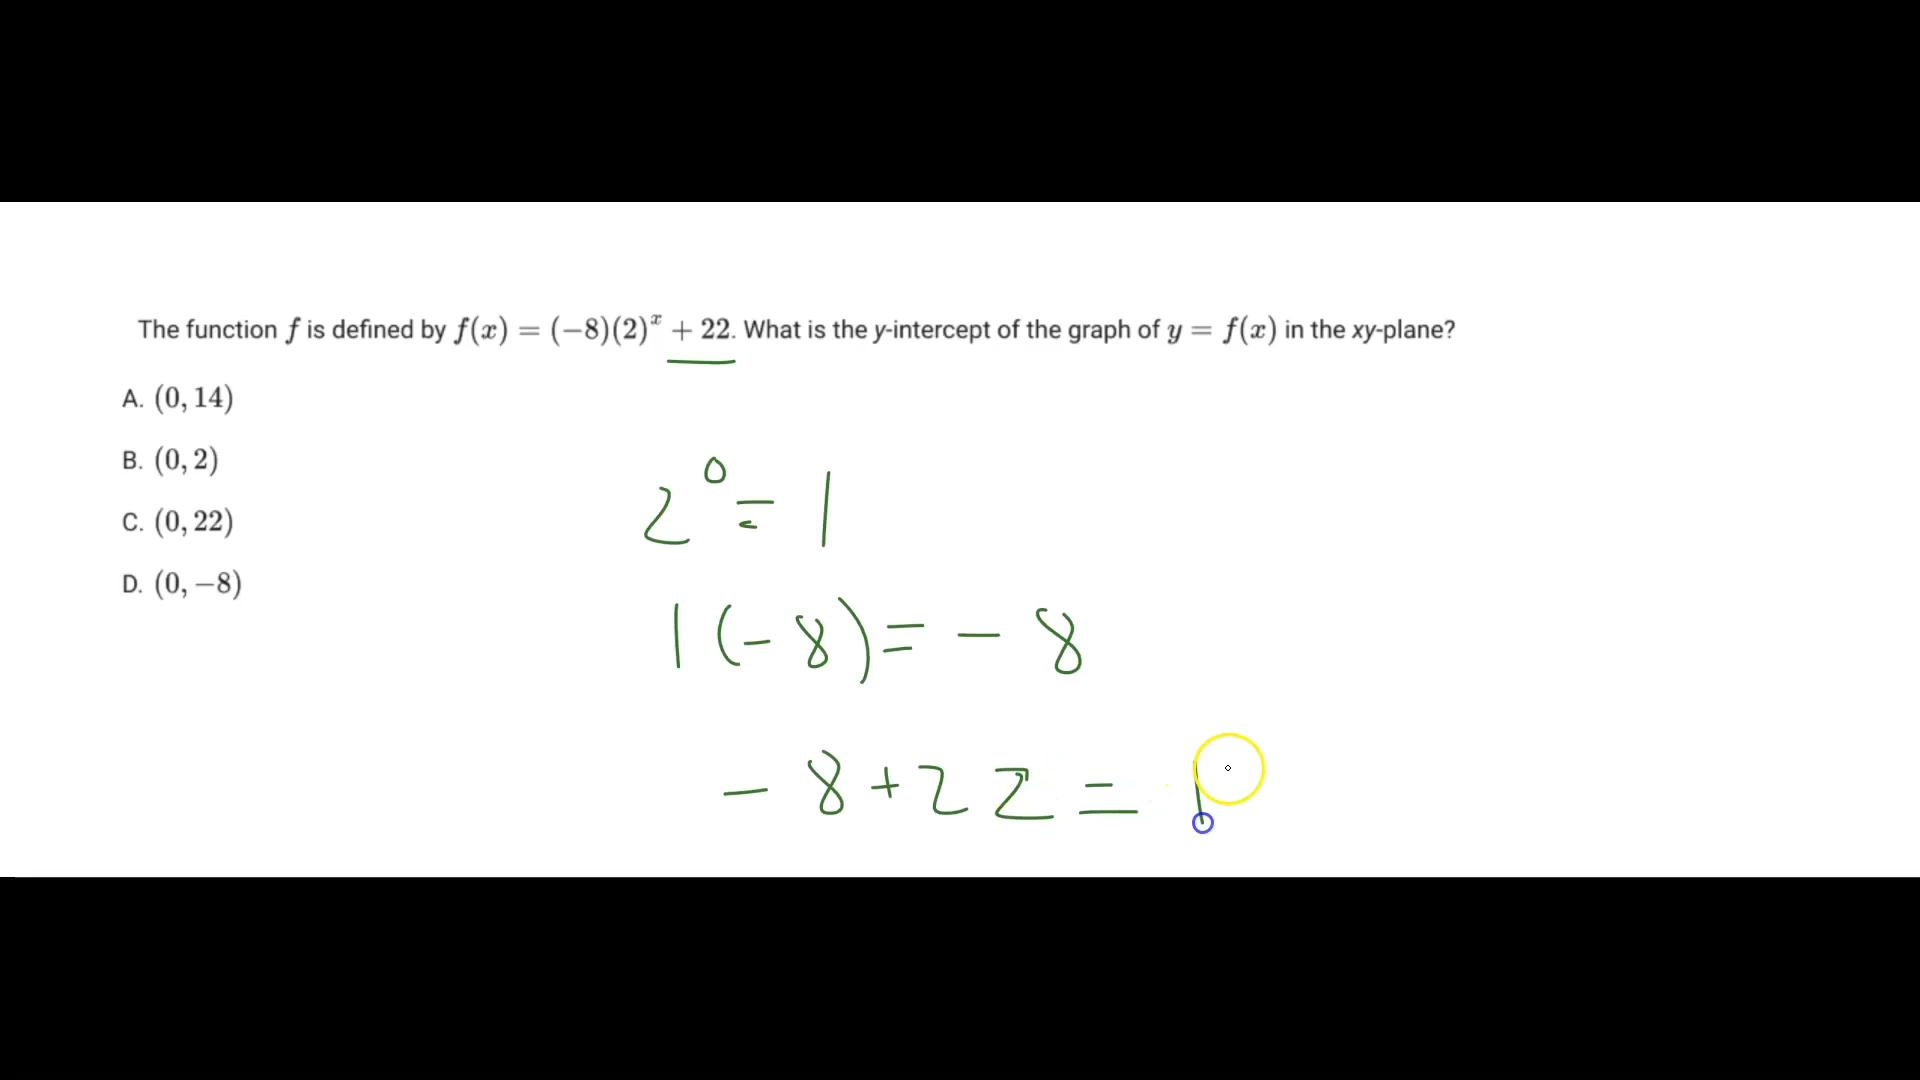 The function f is defined by f(x) = (−8)(2)^x + 22. What is the y-intercept of the graph of y = f(x) in the xy-plane?
A. (0, 14)
B. (0, 2)
C. (0, 22)
D. (0, −8)
2^0 = 1
1(-8) = - 8
- 8 + 22 = 1